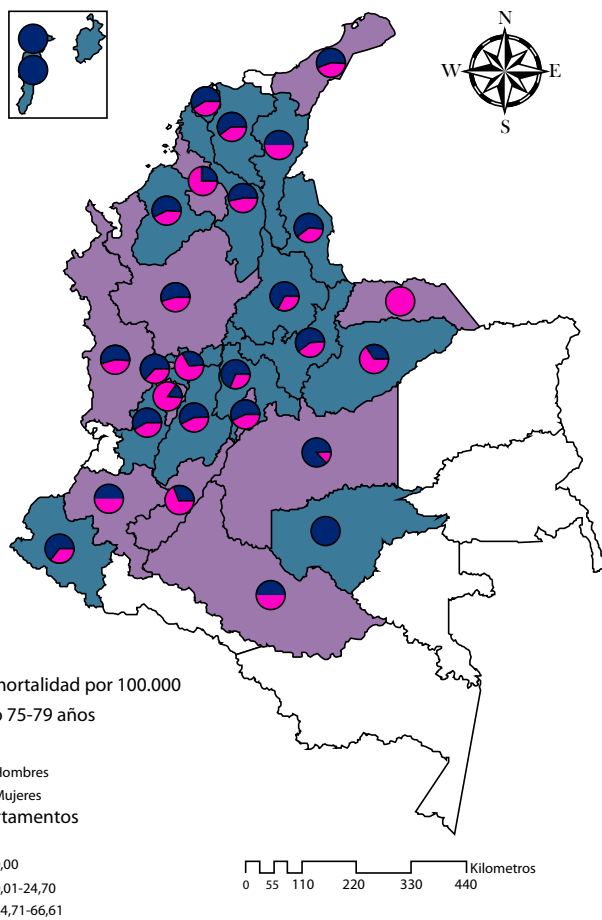 N
W E
S
mortalidad por 100.000
75-79 años
Hombres
Mujeres
rtamentos
,00
,01-24,70
4,71-66,61
Kilometros
0 55 110 220 330 440